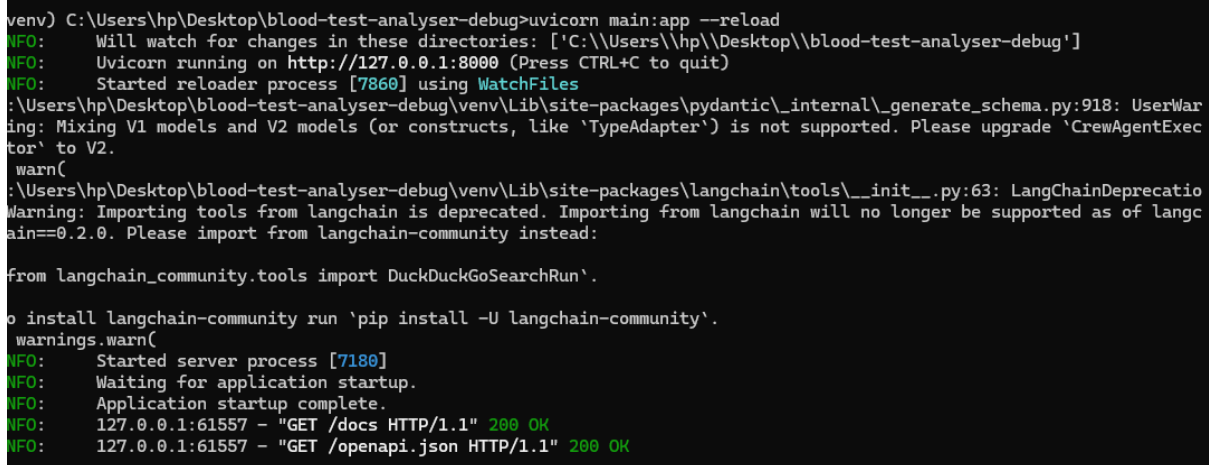 venv) C:\Users\hp\Desktop\blood-test-analyser-debug>uvicorn main:app --reload
NFO:     Will watch for changes in these directories: ['C:\\Users\\hp\\Desktop\\blood-test-analyser-debug']
NFO:     Uvicorn running on http://127.0.0.1:8000 (Press CTRL+C to quit)
NFO:     Started reloader process [7860] using WatchFiles
:\Users\hp\Desktop\blood-test-analyser-debug\venv\Lib\site-packages\pydantic\_internal\_generate_schema.py:918: UserWar
ing: Mixing V1 models and V2 models (or constructs, like `TypeAdapter`) is not supported. Please upgrade `CrewAgentExec
tor` to V2.
 warn(
:\Users\hp\Desktop\blood-test-analyser-debug\venv\Lib\site-packages\langchain\tools\__init__.py:63: LangChainDeprecatio
Warning: Importing tools from langchain is deprecated. Importing from langchain will no longer be supported as of langc
ain==0.2.0. Please import from langchain-community instead:
from langchain_community.tools import DuckDuckGoSearchRun`.
o install langchain-community run `pip install -U langchain-community`.
 warnings.warn(
NFO:     Started server process [7180]
NFO:     Waiting for application startup.
NFO:     Application startup complete.
NFO:     127.0.0.1:61557 - "GET /docs HTTP/1.1" 200 OK
NFO:     127.0.0.1:61557 - "GET /openapi.json HTTP/1.1" 200 OK